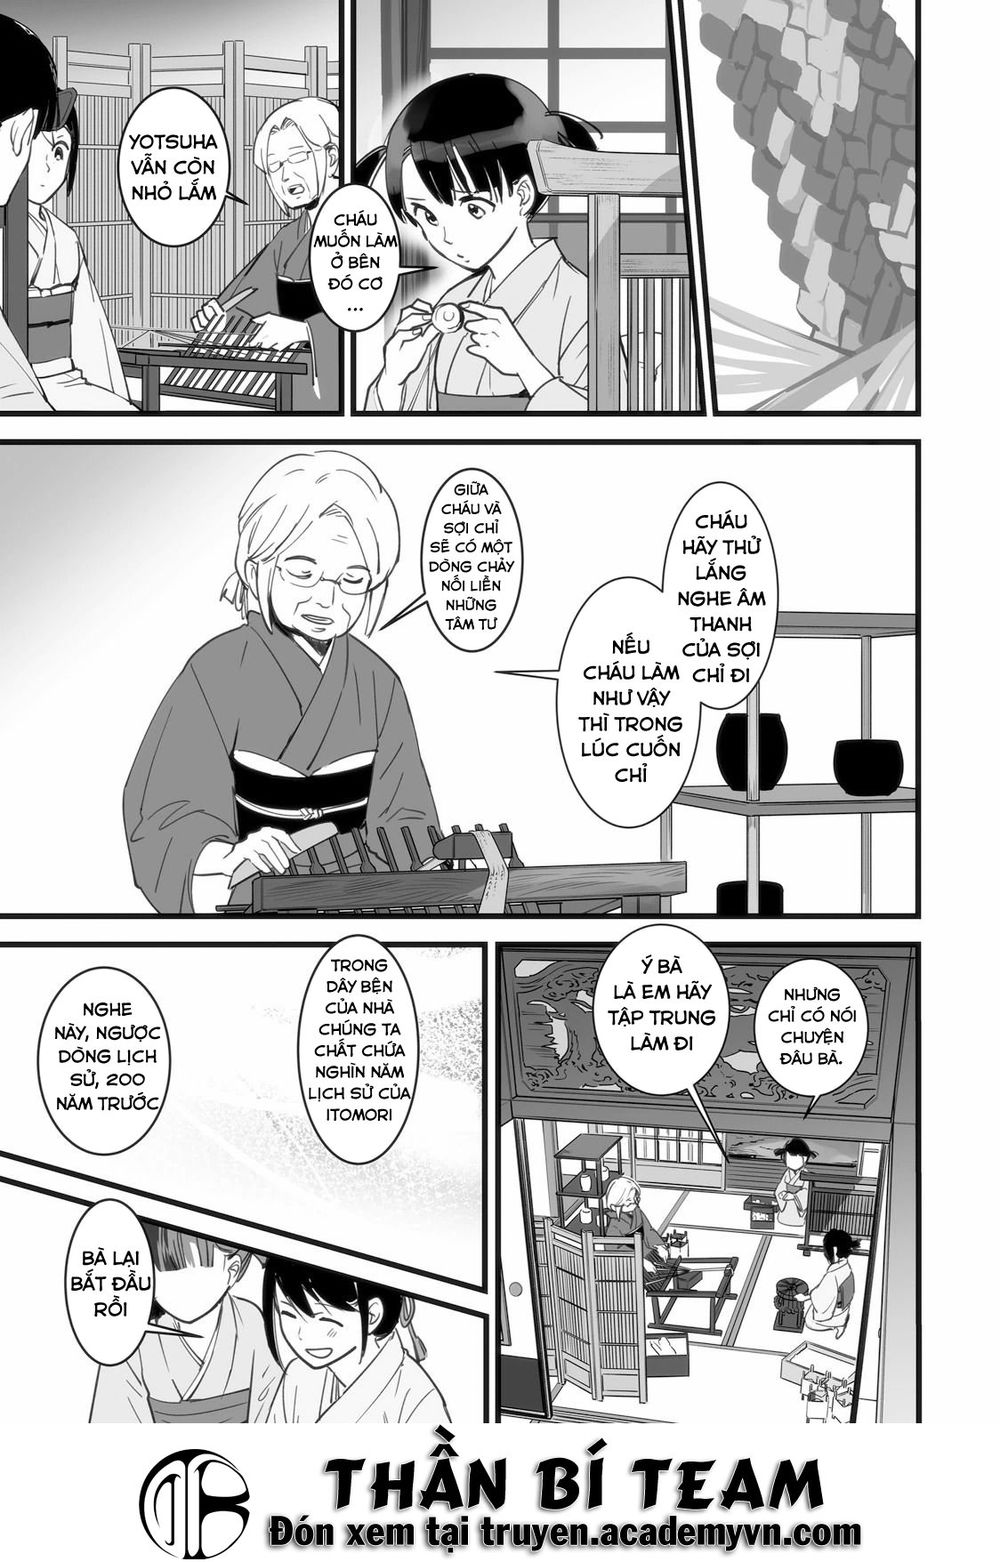 CHÁU
MUỐN LÀM
Ở BÊN
ĐÓ CƠ
...
YOTSUHA
VẪN CÒN
NHỎ LẮM
CHÁU
HÃY THỬ
LẮNG
NGHE ÂM
THANH
CỦA SỢI
CHỈ ĐI
NẾU
CHÁU LÀM
NHƯ VẬY
THÌ TRONG
LÚC CUỐN
CHỈ
GIỮA
CHÁU VÀ
SỢI CHỈ
SẼ CÓ MỘT
DÒNG CHẢY
NỐI LIỀN
NHỮNG
TÂM TƯ
NHƯNG
CHỈ CÓ NÓI
CHUYỆN
ĐÂU BÀ.
Ý BÀ
LÀ EM HÃY
TẬP TRUNG
LÀM ĐI
TRONG
DÂY BỆN
CỦA NHÀ
CHÚNG TA
CHẤT CHỨA
NGHÌN NĂM
LỊCH SỬ CỦA
ITOMORI
NGHE
NÀY, NGƯỢC
DÒNG LỊCH
SỬ, 200
NĂM TRƯỚC
BÀ LẠI
BẮT ĐẦU
RỒI
THẦN BÍ TEAM
Đón xem tại truyen.academyvn.com